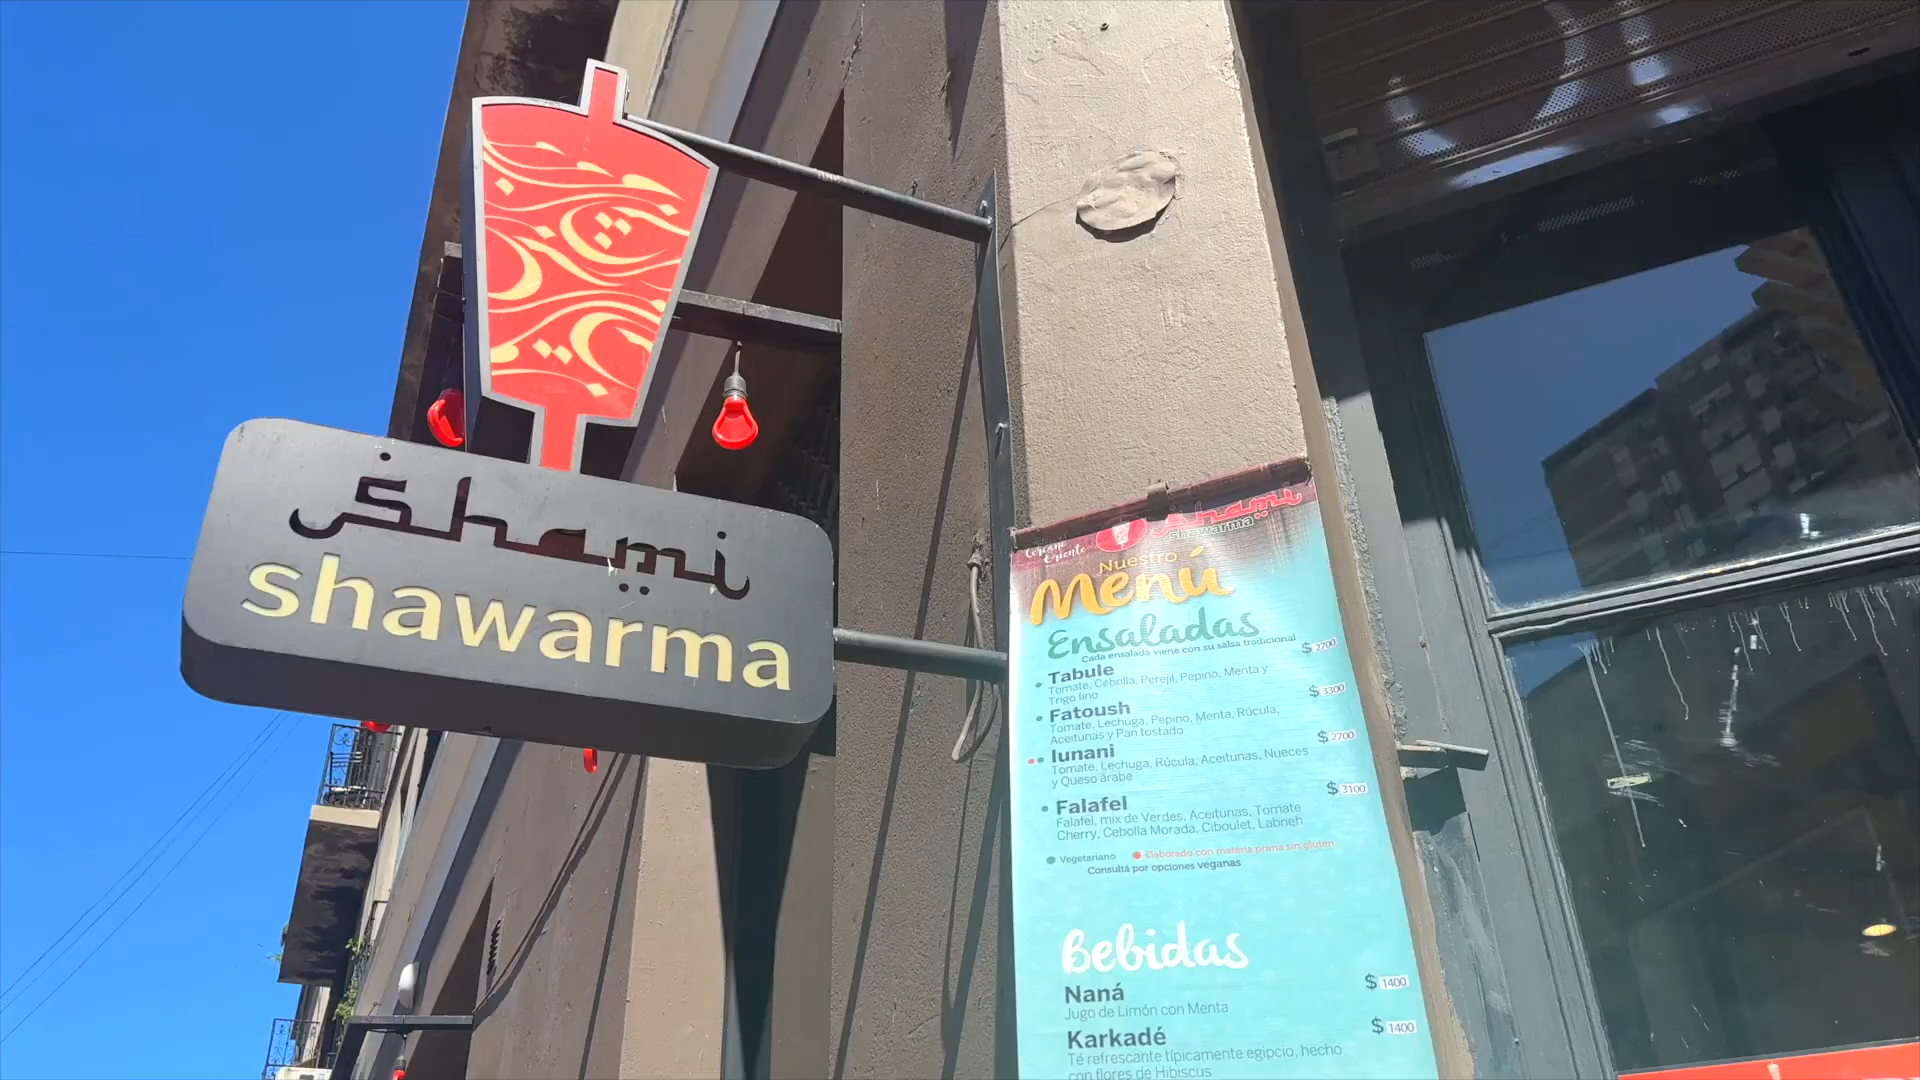 shami
shawarma
Cercano
Oriente
shami
shawarma
Nuestro
Menú
Ensaladas
Cada ensalada viene con su salsa tradicional
Tabule $ 2700
Tomate, Cebolla, Perejil, Pepino, Menta y
Trigo fino
Fatoush $ 3300
Tomate, Lechuga, Pepino, Menta, Rúcula,
Aceitunas y Pan tostado
Iunani $ 2700
Tomate, Lechuga, Rúcula, Aceitunas, Nueces
y Queso árabe
Falafel $ 3100
Falafel, mix de Verdes, Aceitunas, Tomate
Cherry, Cebolla Morada, Ciboulet, Labneh
Vegetariano Elaborado con materia prima sin gluten
Consultá por opciones veganas
Bebidas
Naná $ 1400
Jugo de Limón con Menta
Karkadé $ 1400
Té refrescante típicamente egipcio, hecho
con flores de Hibiscus